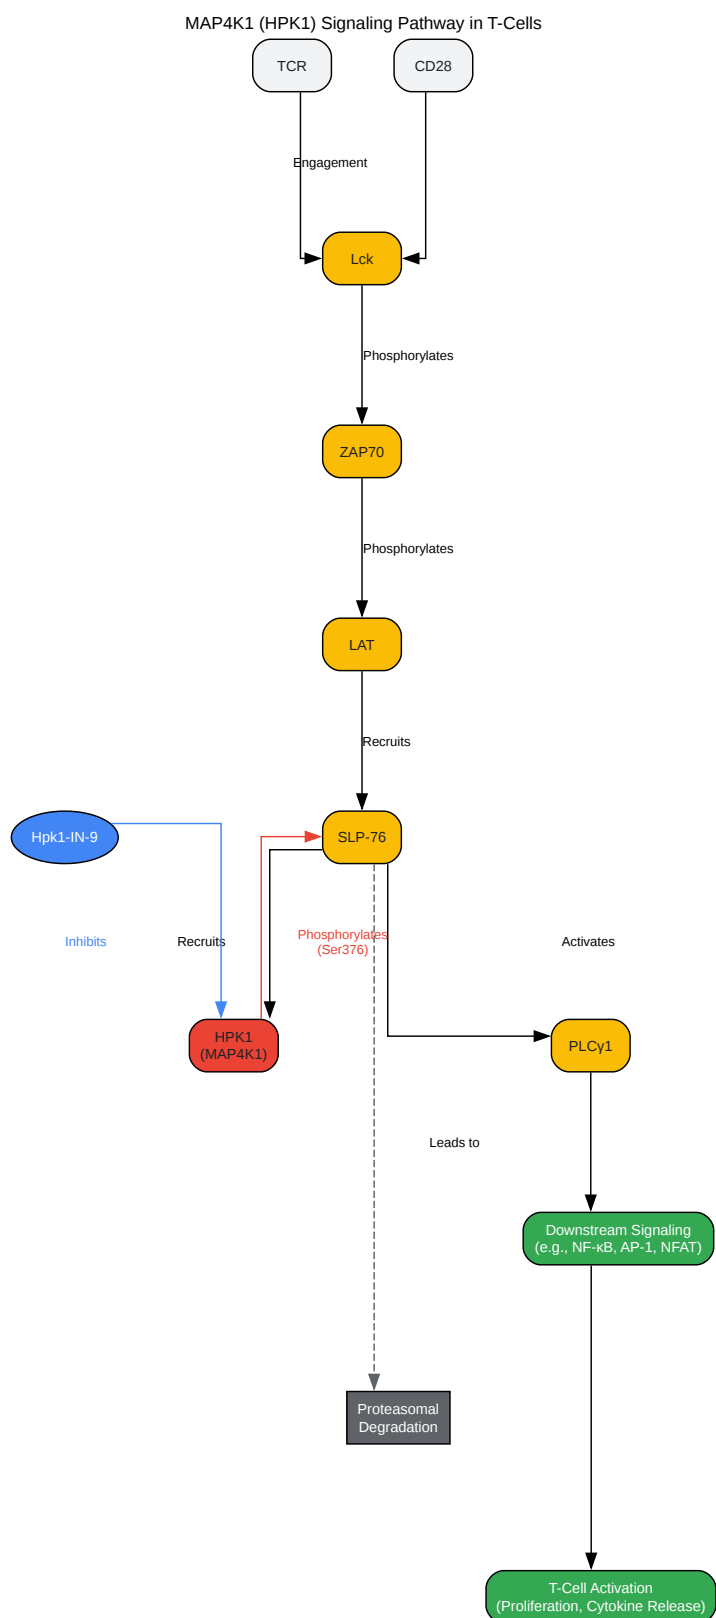 MAP4K1 (HPK1) Signaling Pathway in T-Cells
TCR
CD28
Engagement
Lck
Phosphorylates
ZAP70
Phosphorylates
LAT
Recruits
Hpk1-IN-9
SLP-76
Inhibits
Recruits
Phosphorylates
(Ser376)
Activates
HPK1
(MAP4K1)
PLCγ1
Leads to
Downstream Signaling
(e.g., NF-κB, AP-1, NFAT)
Proteasomal
Degradation
T-Cell Activation
(Proliferation, Cytokine Release)